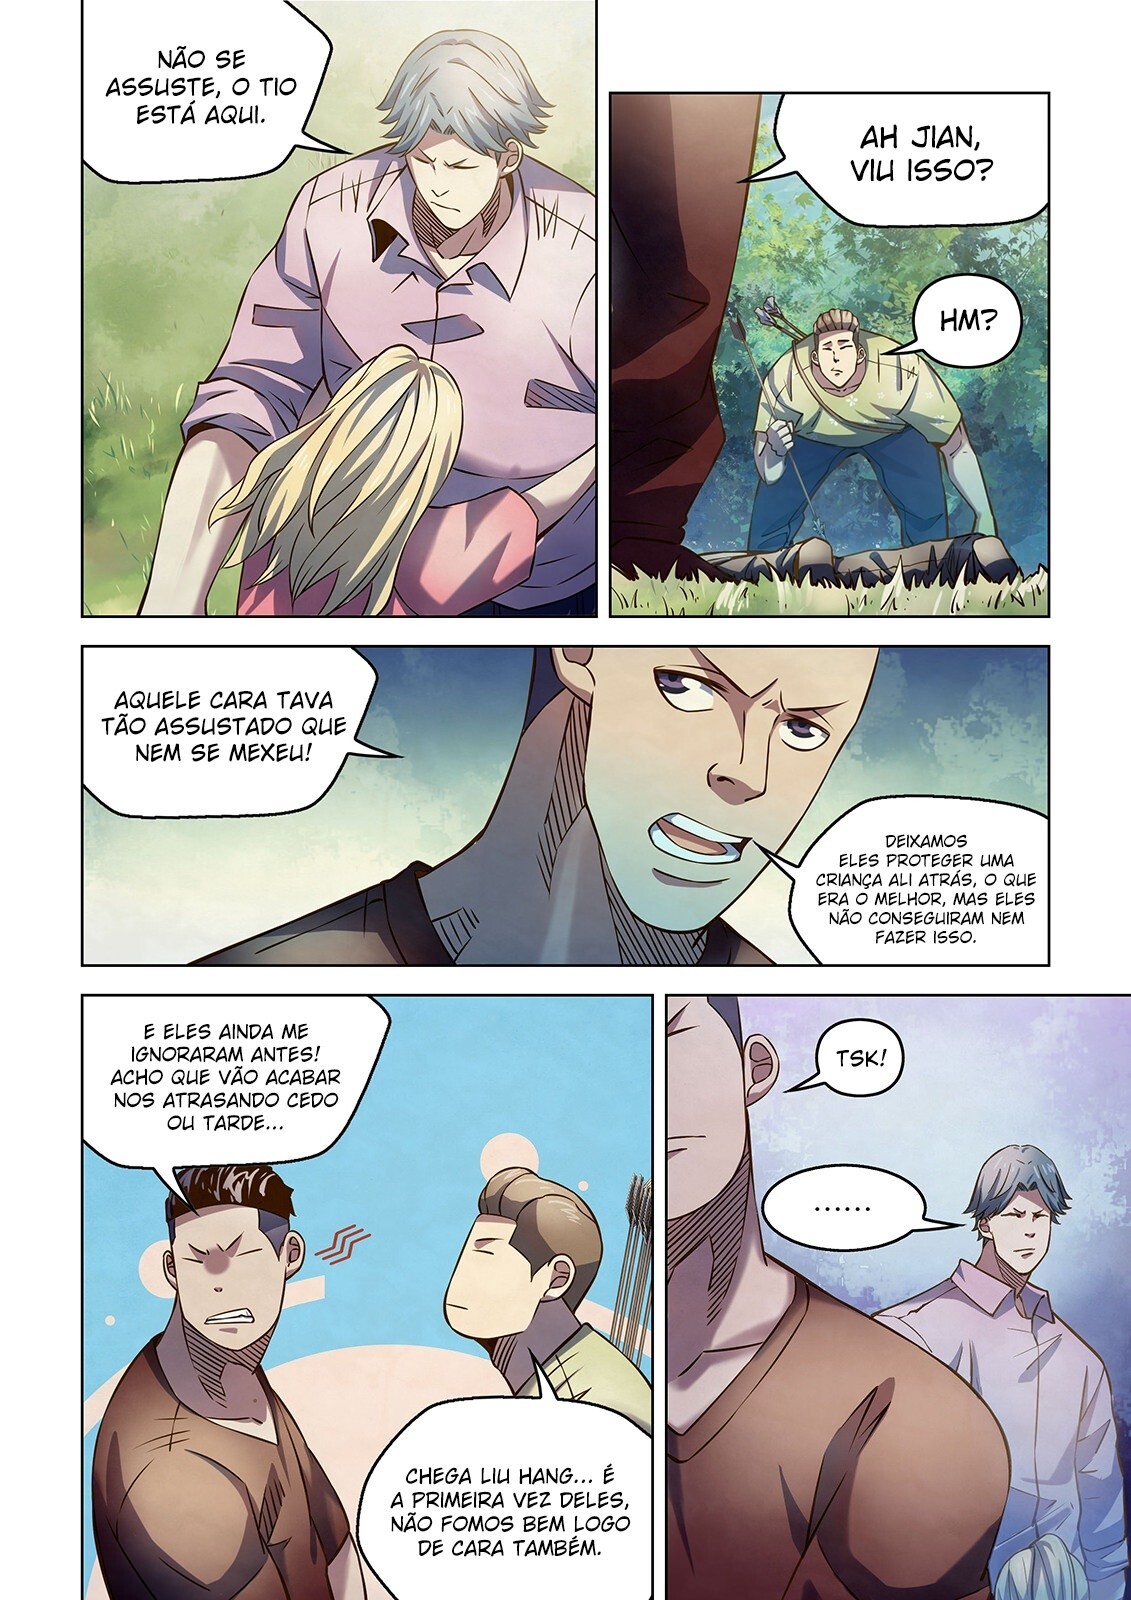 NÃO SE
ASSUSTE, O TIO
ESTÁ AQUI.
AH JIAN,
VIU ISSO?
HM?
AQUELE CARA TAVA
TÃO ASSUSTADO QUE
NEM SE MEXEU!
DEIXAMOS
ELES PROTEGER UMA
CRIANÇA ALI ATRÁS, O QUE
ERA O MELHOR, MAS ELES
NÃO CONSEGUIRAM NEM
FAZER ISSO.
E ELES AINDA ME
IGNORARAM ANTES!
ACHO QUE VÃO ACABAR
NOS ATRASANDO CEDO
OU TARDE...
CHEGA LIU HANG... É
A PRIMEIRA VEZ DELES,
NÃO FOMOS BEM LOGO
DE CARA TAMBÉM.
TSK!
......